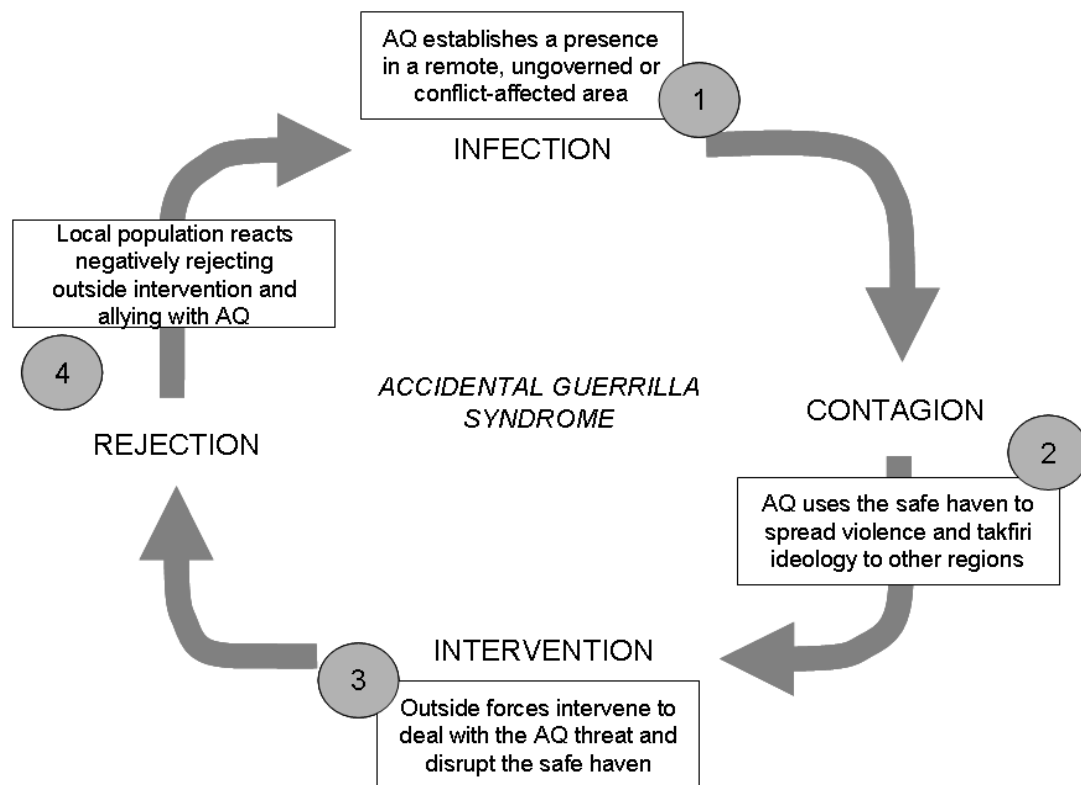 AQ establishes a presence
in a remote, ungoverned or
conflict-affected area
1
INFECTION
CONTAGION
2
AQ uses the safe haven to
spread violence and takfiri
ideology to other regions
INTERVENTION
3
Outside forces intervene to
deal with the AQ threat and
disrupt the safe haven
Local population reacts
negatively rejecting
outside intervention and
allying with AQ
4
REJECTION
ACCIDENTAL GUERRILLA
SYNDROME